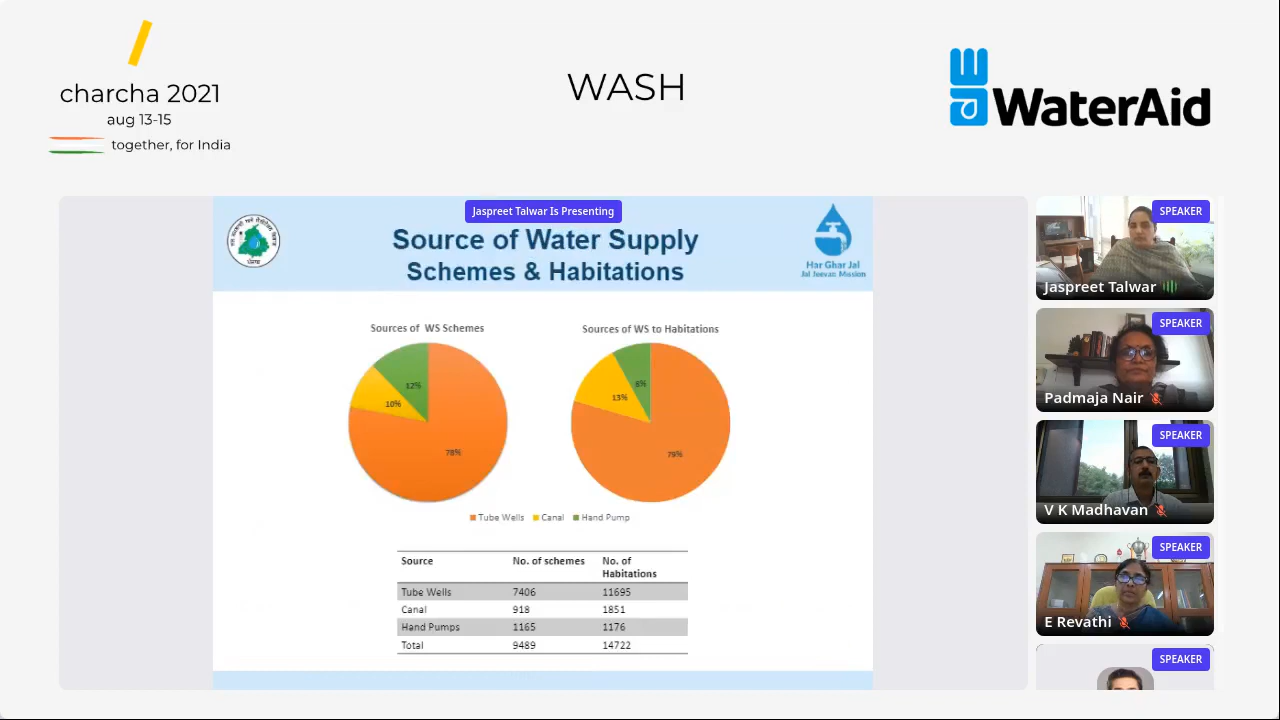 charcha 2021
aug 13-15
together, for India
WASH
WaterAid
Jaspreet Talwar Is Presenting
Source of Water Supply
Schemes & Habitations
Har Ghar Jal
Jal Jeevan Mission
Sources of WS Schemes
Sources of WS to Habitations
12%
10%
78%
13%
79%
Tube Wells Canal Hand Pump
Source No. of schemes No. of Habitations
Tube Wells 7406 11695
Canal 918 1851
Hand Pumps 1165 1176
Total 9489 14722
SPEAKER
Jaspreet Talwar
SPEAKER
Padmaja Nair
SPEAKER
V K Madhavan
SPEAKER
E Revathi
SPEAKER